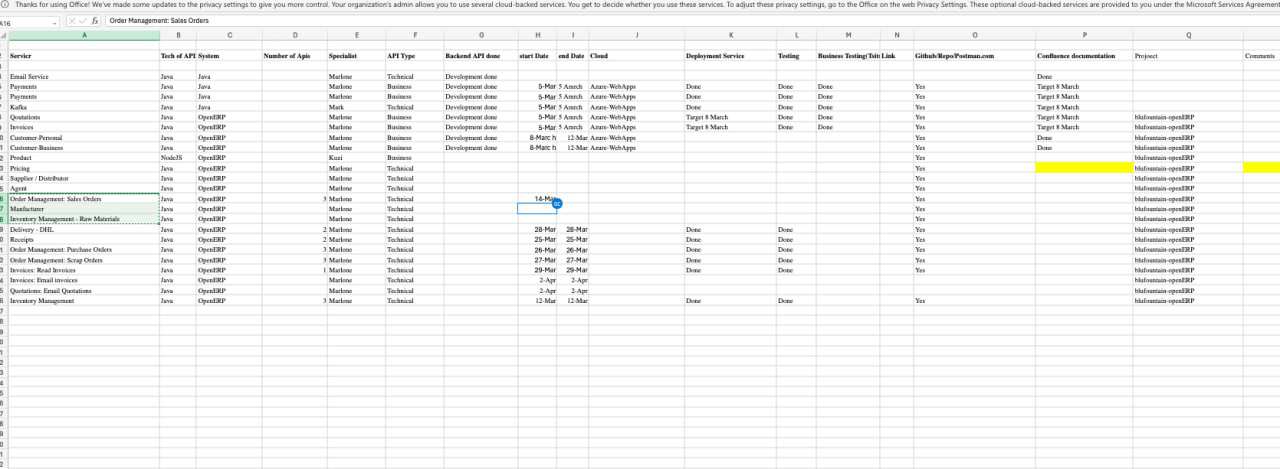 Thanks for using Office! We've made some updates to the privacy settings to give you more control. Your organization's admin allows you to use several cloud-backed services. You get to decide whether you use these services. To adjust these privacy settings, go to the Office on the web Privacy Settings. These optional cloud-backed services are provided to you under the Microsoft Services Agreement
A16 fx Order Management: Sales Orders
A B C D E F G H I J K L M N O P Q
Servicr Tech of API System Number of Apis Specialist API Type Backend API done start Date end Date Cloud Deployment Service Testing Business Testing/Toitt Link Github/Repo/Postman.com Conflucnce documentation Projcct Comments
Email Service Java Java Marlone Technical Development done Done
Payments Java Java Marlone Business Development done 5-Mar 5 Amrch Azure-WebApps Done Done Done Yes Target 8 March
Payments Java Java Marlone Business Development done 5-Mar 5 Amrch Azure-WebApps Done Done Done Yes Target 8 March
Kafka Java Java Mark Technical Development done 5-Mar 5 Amrch Azure-WebApps Done Done Done Yes Target 8 March
Qoutations Java OpenERP Marlone Business Development done 5-Mar 5 Amrch Azure-WebApps Target 8 March Done Done Yes Target 8 March blufountain-openERP
Invoices Java OpenERP Marlone Business Development done 5-Mar 5 Amrch Azure-WebApps Target 8 March Done Done Yes Target 8 March blufountain-openERP
Customer-Personal Java OpenERP Marlone Business Development done 8-Marc h 12-Mar Azure-WebApps Yes Done blufountain-openERP
Customer-Business Java OpenERP Marlone Business Development done 8-Marc h 12-Mar Azure-WebApps Yes Done blufountain-openERP
Product NodeJS OpenERP Kuzi Business Yes blufountain-openERP
Pricing Java OpenERP Marlone Technical Yes blufountain-openERP
Supplier / Distributor Java OpenERP Marlone Technical Yes blufountain-openERP
Agent Java OpenERP Marlone Technical Yes blufountain-openERP
Order Management: Sales Orders Java OpenERP 3 Marlone Technical 14-Mar Yes blufountain-openERP
Manfucturer Java OpenERP Marlone Technical Yes blufountain-openERP
Inventory Management - Raw Materials Java OpenERP Marlone Technical Yes blufountain-openERP
Delivery - DHL Java OpenERP 2 Marlone Technical 28-Mar 28-Mar Done Done Yes blufountain-openERP
Receipts Java OpenERP 2 Marlone Technical 25-Mar 25-Mar Done Done Yes blufountain-openERP
Order Management: Purchase Orders Java OpenERP 3 Marlone Technical 26-Mar 26-Mar Done Done Yes blufountain-openERP
Order Management: Scrap Orders Java OpenERP 3 Marlone Technical 27-Mar 27-Mar Done Done Yes blufountain-openERP
Invoices: Read Invoices Java OpenERP 1 Marlone Technical 29-Mar 29-Mar Done Done Yes blufountain-openERP
Invoices: Email invoices Java OpenERP Marlone Technical 2-Apr 2-Apr blufountain-openERP
Quotations: Email Quotations Java OpenERP Marlone Technical 2-Apr 2-Apr blufountain-openERP
Inventory Management Java OpenERP 3 Marlone Technical 12-Mar 12-Mar Done Done Yes blufountain-openERP